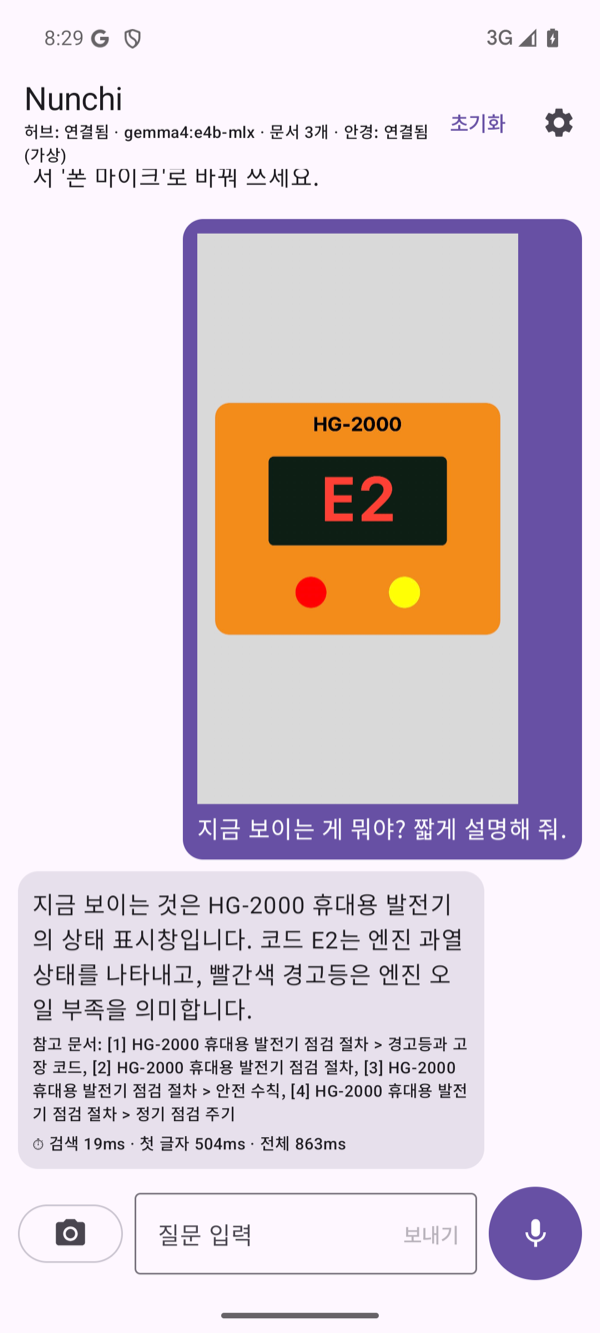 8:29
3G
Nunchi
허브: 연결됨 · gemma4:e4b-mlx · 문서 3개 · 안경: 연결됨
(가상)
초기화
서 '폰 마이크'로 바꿔 쓰세요.
HG-2000
E2
지금 보이는 게 뭐야? 짧게 설명해 줘.
지금 보이는 것은 HG-2000 휴대용 발전기
의 상태 표시창입니다. 코드 E2는 엔진 과열
상태를 나타내고, 빨간색 경고등은 엔진 오
일 부족을 의미합니다.
참고 문서: [1] HG-2000 휴대용 발전기 점검 절차 > 경고등과 고
장 코드, [2] HG-2000 휴대용 발전기 점검 절차, [3] HG-2000
휴대용 발전기 점검 절차 > 안전 수칙, [4] HG-2000 휴대용 발전
기 점검 절차 > 정기 점검 주기
⏱ 검색 19ms · 첫 글자 504ms · 전체 863ms
질문 입력
보내기